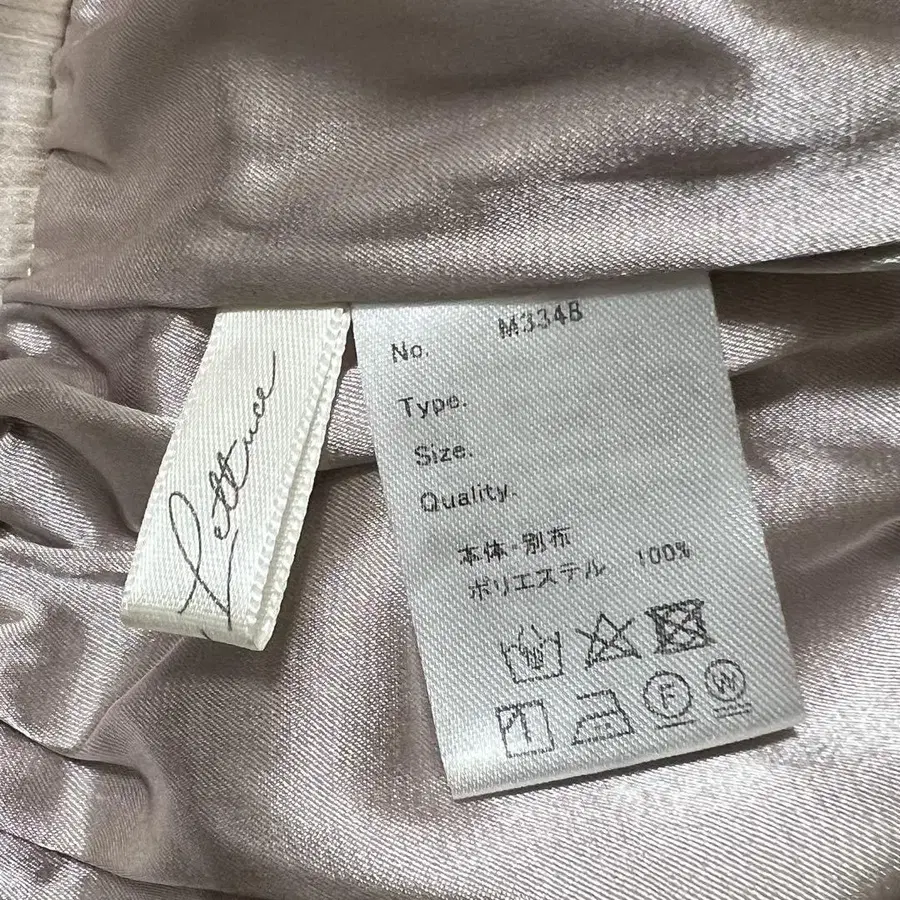 Lettuce
No. M334B
Type.
Size.
Quality.
本体・別布
ポリエステル 100%
F W